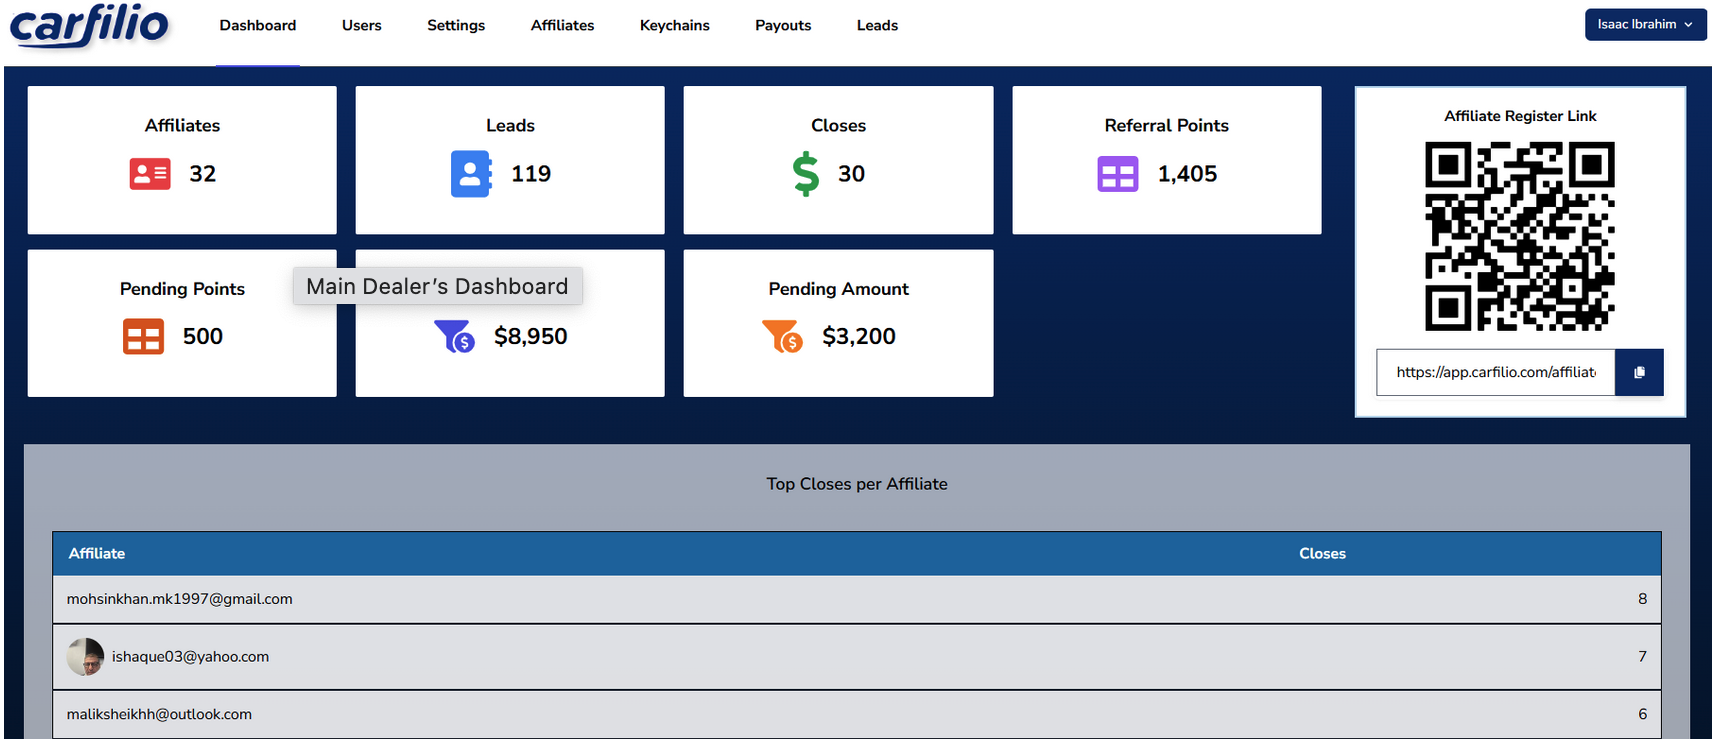 carfilio
Dashboard Users Settings Affiliates Keychains Payouts Leads
Isaac Ibrahim
Affiliates
32
Leads
119
Closes
$ 30
Referral Points
1,405
Affiliate Register Link
https://app.carfilio.com/affiliat
Pending Points
500
Main Dealer's Dashboard
$8,950
Pending Amount
$3,200
Top Closes per Affiliate
Affiliate Closes
mohsinkhan.mk1997@gmail.com 8
ishaque03@yahoo.com 7
maliksheikhh@outlook.com 6